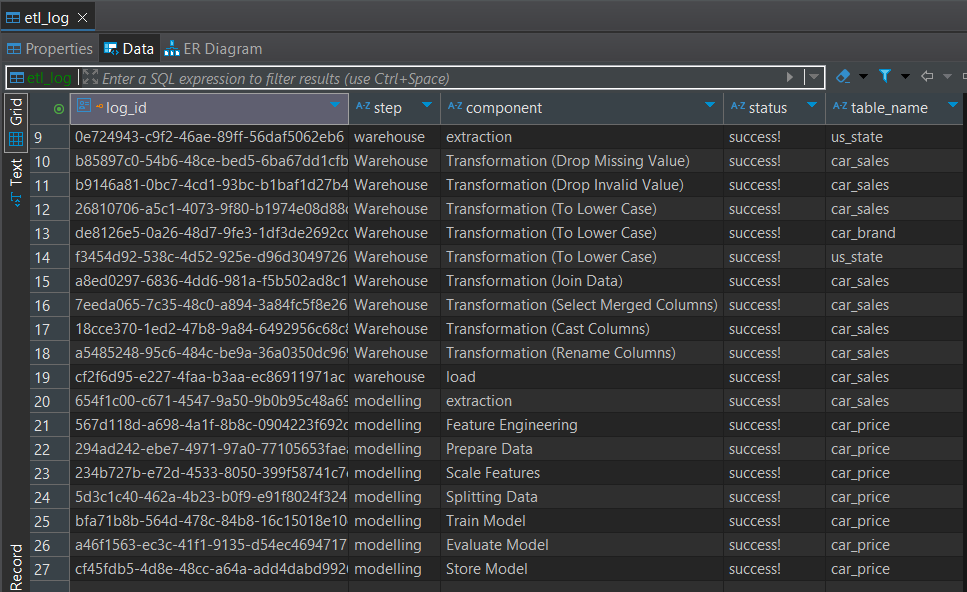 etl_log
Properties Data ER Diagram
etl_log Enter a SQL expression to filter results (use Ctrl+Space)
Grid
Text
Record
log_id A-Z step A-Z component A-Z status A-Z table_name
9 0e724943-c9f2-46ae-89ff-56daf5062eb6 warehouse extraction success! us_state
10 b85897c0-54b6-48ce-bed5-6ba67dd1cfb Warehouse Transformation (Drop Missing Value) success! car_sales
11 b9146a81-0bc7-4cd1-93bc-b1baf1d27b4 Warehouse Transformation (Drop Invalid Value) success! car_sales
12 26810706-a5c1-4073-9f80-b1974e08d88 Warehouse Transformation (To Lower Case) success! car_sales
13 de8126e5-0a26-48d7-9fe3-1df3de2692c Warehouse Transformation (To Lower Case) success! car_brand
14 f3454d92-538c-4d52-925e-d96d3049726 Warehouse Transformation (To Lower Case) success! us_state
15 a8ed0297-6836-4dd6-981a-f5b502ad8c1 Warehouse Transformation (Join Data) success! car_sales
16 7eeda065-7c35-48c0-a894-3a84fc5f8e26 Warehouse Transformation (Select Merged Columns) success! car_sales
17 18cce370-1ed2-47b8-9a84-6492956c68c Warehouse Transformation (Cast Columns) success! car_sales
18 a5485248-95c6-484c-be9a-36a0350dc96 Warehouse Transformation (Rename Columns) success! car_sales
19 cf2f6d95-e227-4faa-b3aa-ec86911971ac warehouse load success! car_sales
20 654f1c00-c671-4547-9a50-9b0b95c48a69 modelling extraction success! car_sales
21 567d118d-a698-4a1f-8b8c-0904223f692 modelling Feature Engineering success! car_price
22 294ad242-ebe7-4971-97a0-77105653fae modelling Prepare Data success! car_price
23 234b727b-e72d-4533-8050-399f58741c7 modelling Scale Features success! car_price
24 5d3c1c40-462a-4b23-b0f9-e91f8024f324 modelling Splitting Data success! car_price
25 bfa71b8b-564d-478c-84b8-16c15018e10 modelling Train Model success! car_price
26 a46f1563-ec3c-41f1-9135-d54ec4694717 modelling Evaluate Model success! car_price
27 cf45fdb5-4d8e-48cc-a64a-add4dabd992 modelling Store Model success! car_price